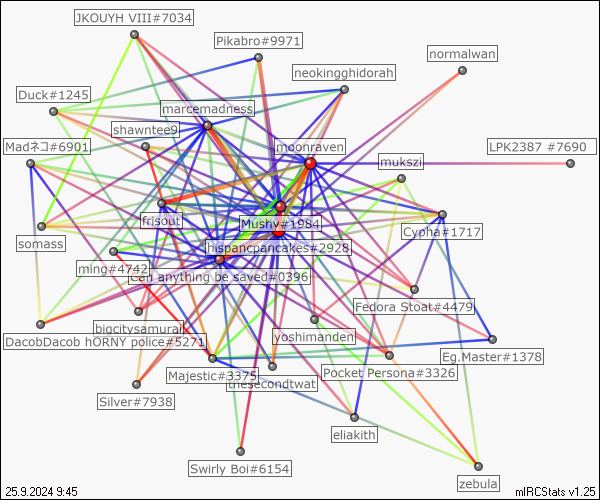 JKOUYH VIII#7034
Pikabro#9971
normalwan
neokingghidorah
Duck#1245
marcemadness
shawntee9
Madネコ#6901
moonraven
LPK2387 #7690
mukszi
frisout
Mushy#1984
Cypha#1717
somass
hispancpancakes#2928
ming#4742
Can anything be saved#0396
Fedora Stoat#4479
bigcitysamurai
yoshimanden
DacobDacob hORNY police#5271
Eg.Master#1378
Majestic#3375
Pocket Persona#3326
thesecondtwat
Silver#7938
eliakith
Swirly Boi#6154
zebula
25.9.2024 9:45
mIRCStats v1.25